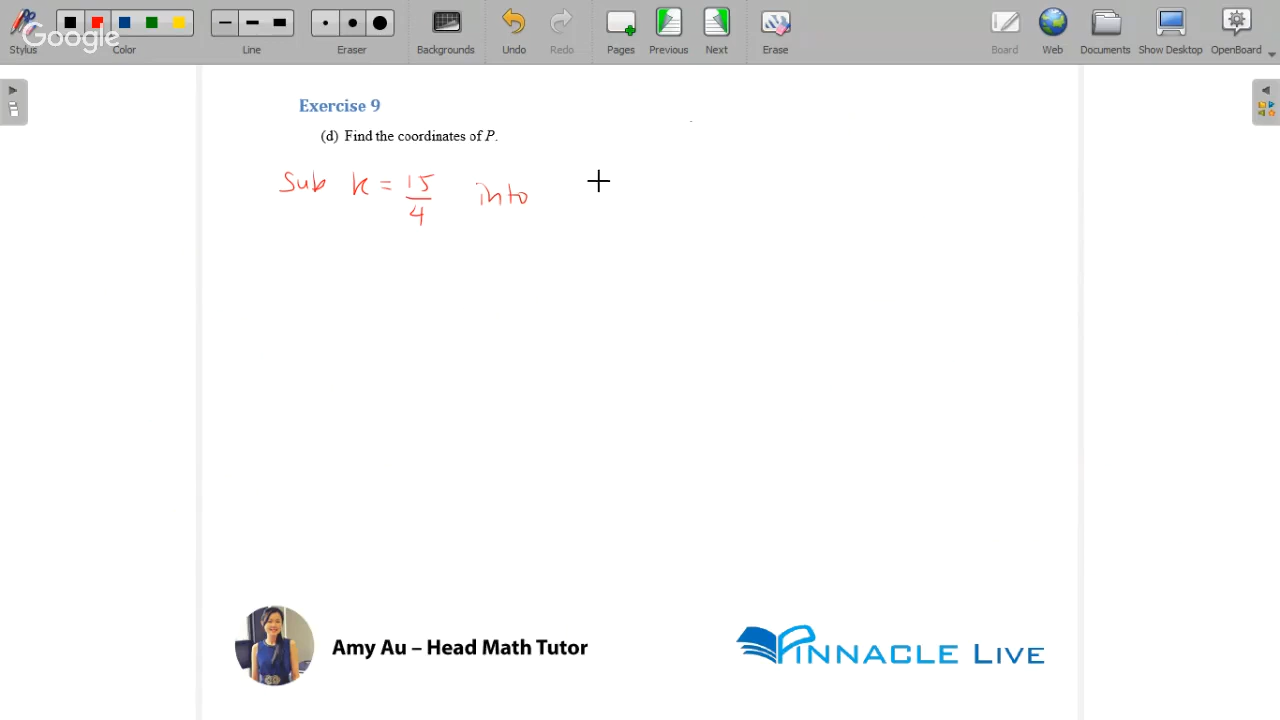 Google
Stylus Color Line Eraser Backgrounds Undo Redo Pages Previous Next Erase Board Web Documents Show Desktop OpenBoard
Exercise 9
(d) Find the coordinates of P.
Sub k = 15/4 into
Amy Au – Head Math Tutor
PINNACLE LIVE